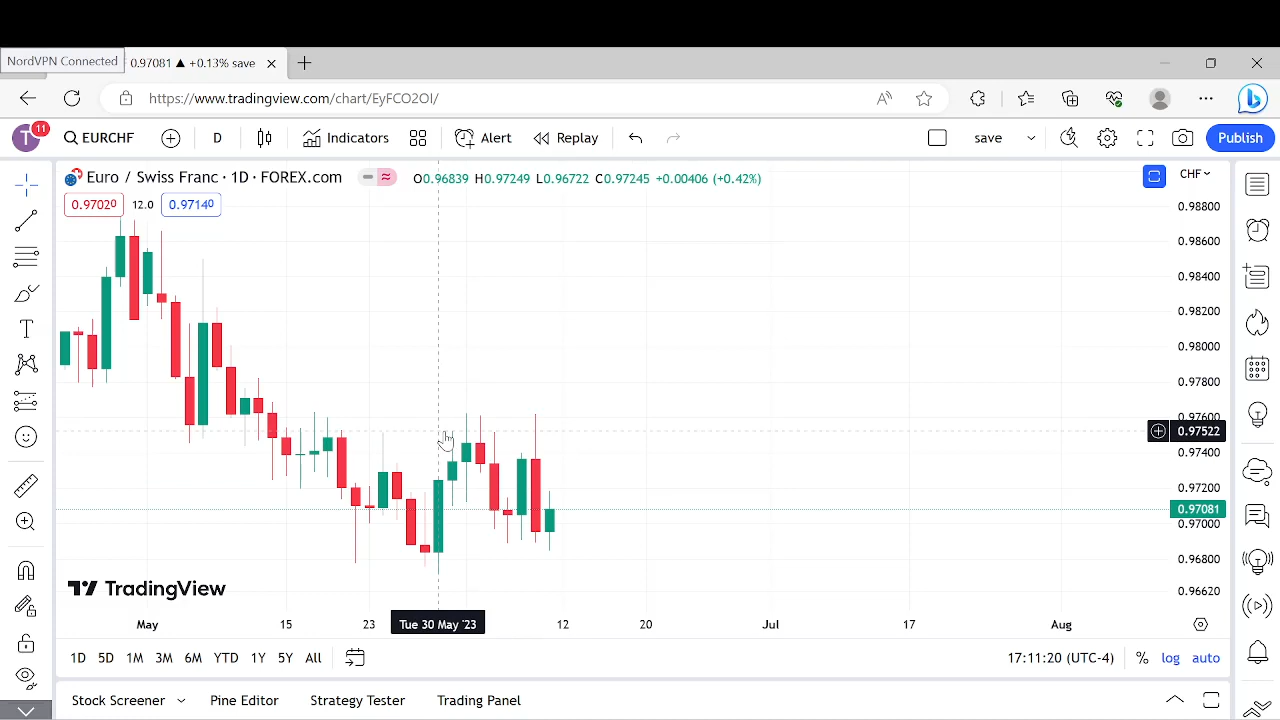 NordVPN Connected
0.97081 ▲ +0.13% save
https://www.tradingview.com/chart/EyFCO2OI/
T 11 EURCHF D Indicators Alert Replay save Publish
Euro / Swiss Franc · 1D · FOREX.com O0.96839 H0.97249 L0.96722 C0.97245 +0.00406 (+0.42%) CHF
0.97020 12.0 0.97140
0.98800
0.98600
0.98400
0.98200
0.98000
0.97800
0.97600
0.97522
0.97400
0.97200
0.97081
0.97000
0.96800
0.96620
TradingView
May 15 23 Tue 30 May '23 12 20 Jul 17 Aug
1D 5D 1M 3M 6M YTD 1Y 5Y All 17:11:20 (UTC-4) % log auto
Stock Screener Pine Editor Strategy Tester Trading Panel